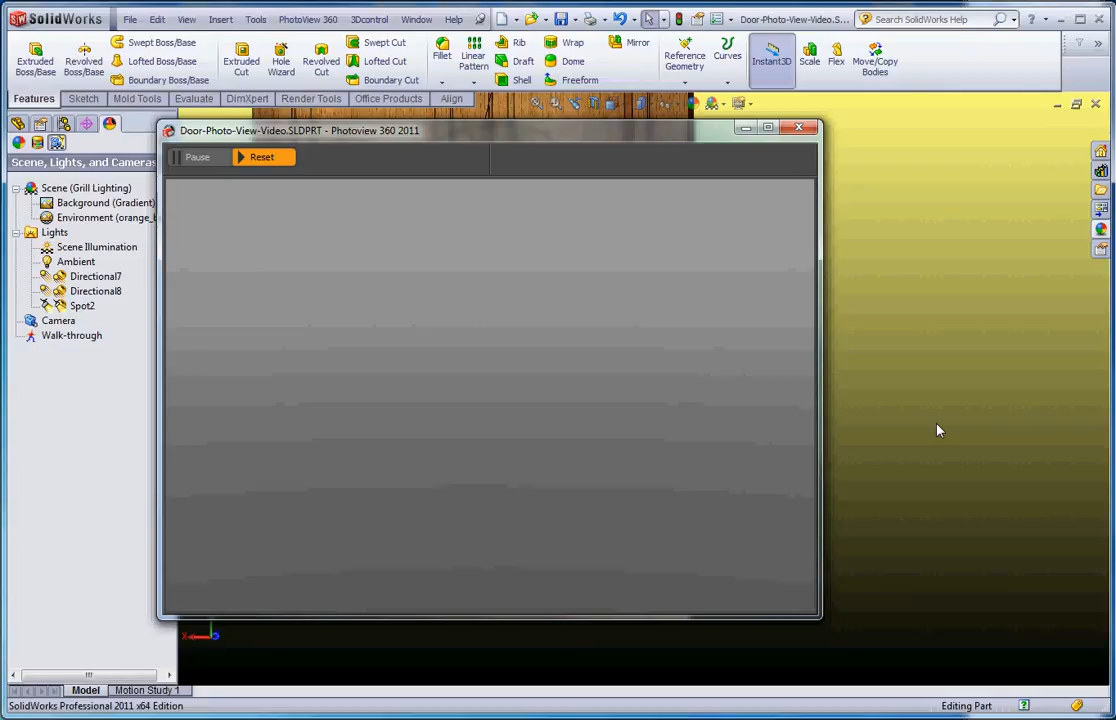 SolidWorks File Edit View Insert Tools PhotoView 360 3Dcontrol Window Help Door-Photo-View-Video.S... Search SolidWorks Help
Extruded Boss/Base
Revolved Boss/Base
Swept Boss/Base
Lofted Boss/Base
Boundary Boss/Base
Extruded Cut
Hole Wizard
Revolved Cut
Swept Cut
Lofted Cut
Boundary Cut
Fillet
Linear Pattern
Rib
Draft
Shell
Wrap
Dome
Freeform
Mirror
Reference Geometry
Curves
Instant3D
Scale
Flex
Move/Copy Bodies
Features Sketch Mold Tools Evaluate DimXpert Render Tools Office Products Align
Door-Photo-View-Video.SLDPRT - Photoview 360 2011
Pause Reset
Scene, Lights, and Cameras
Scene (Grill Lighting)
Background (Gradient)
Environment (orange_b
Lights
Scene Illumination
Ambient
Directional7
Directional8
Spot2
Camera
Walk-through
X
Model Motion Study 1
SolidWorks Professional 2011 x64 Edition Editing Part